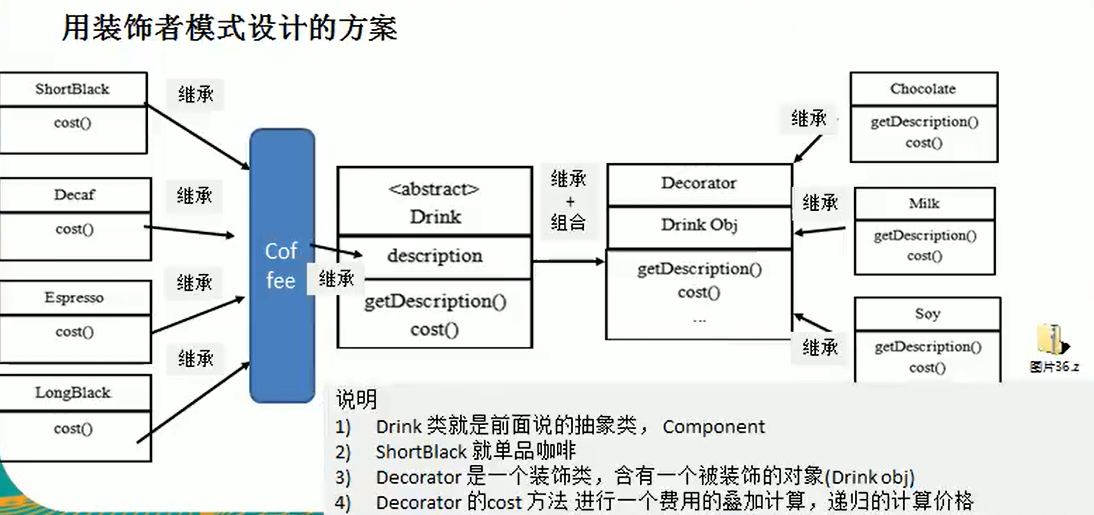 用装饰者模式设计的方案
ShortBlack
cost()
继承
Decaf
cost()
继承
Espresso
cost()
继承
LongBlack
cost()
继承
Cof
fee
继承
<abstract>
Drink
description
getDescription()
cost()
继承
+
组合
Decorator
Drink Obj
getDescription()
cost()
...
继承
Chocolate
getDescription()
cost()
继承
Milk
getDescription()
cost()
继承
Soy
getDescription()
cost()
图片36.z
说明
1) Drink 类就是前面说的抽象类， Component
2) ShortBlack 就单品咖啡
3) Decorator 是一个装饰类，含有一个被装饰的对象(Drink obj)
4) Decorator 的cost 方法 进行一个费用的叠加计算，递归的计算价格